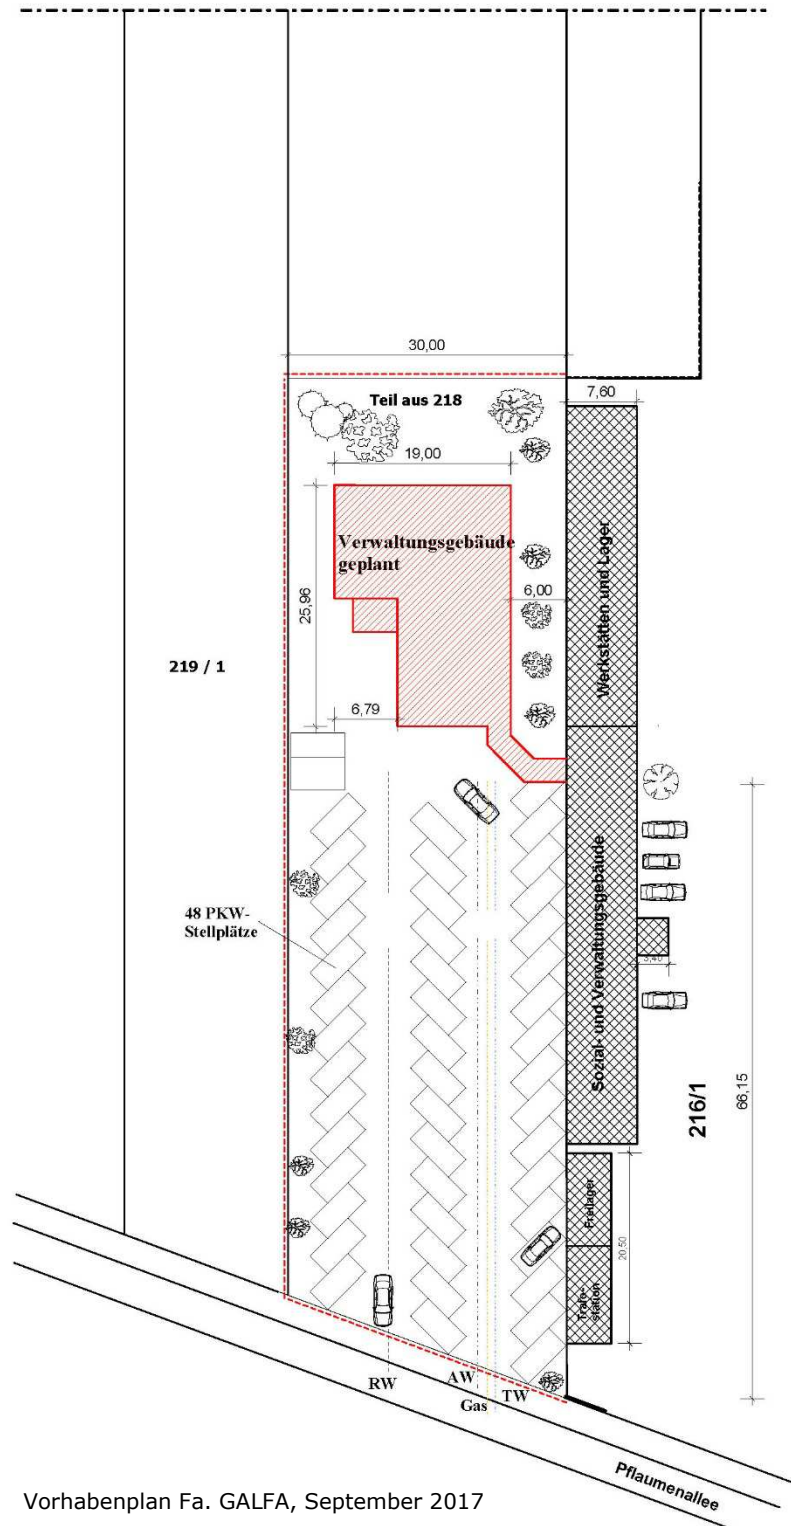 30,00
7,60
Teil aus 218
19,00
Verwaltungsgebäude
geplant
Werkstätten und Lager
25,96
6,00
219 / 1
6,79
48 PKW-
Stellplätze
Sozial- und Verwaltungsgebäude
3,40
66,15
216/1
Freilager
20,50
Trafo-
station
RW
AW
TW
Gas
Pflaumenallee
Vorhabenplan Fa. GALFA, September 2017